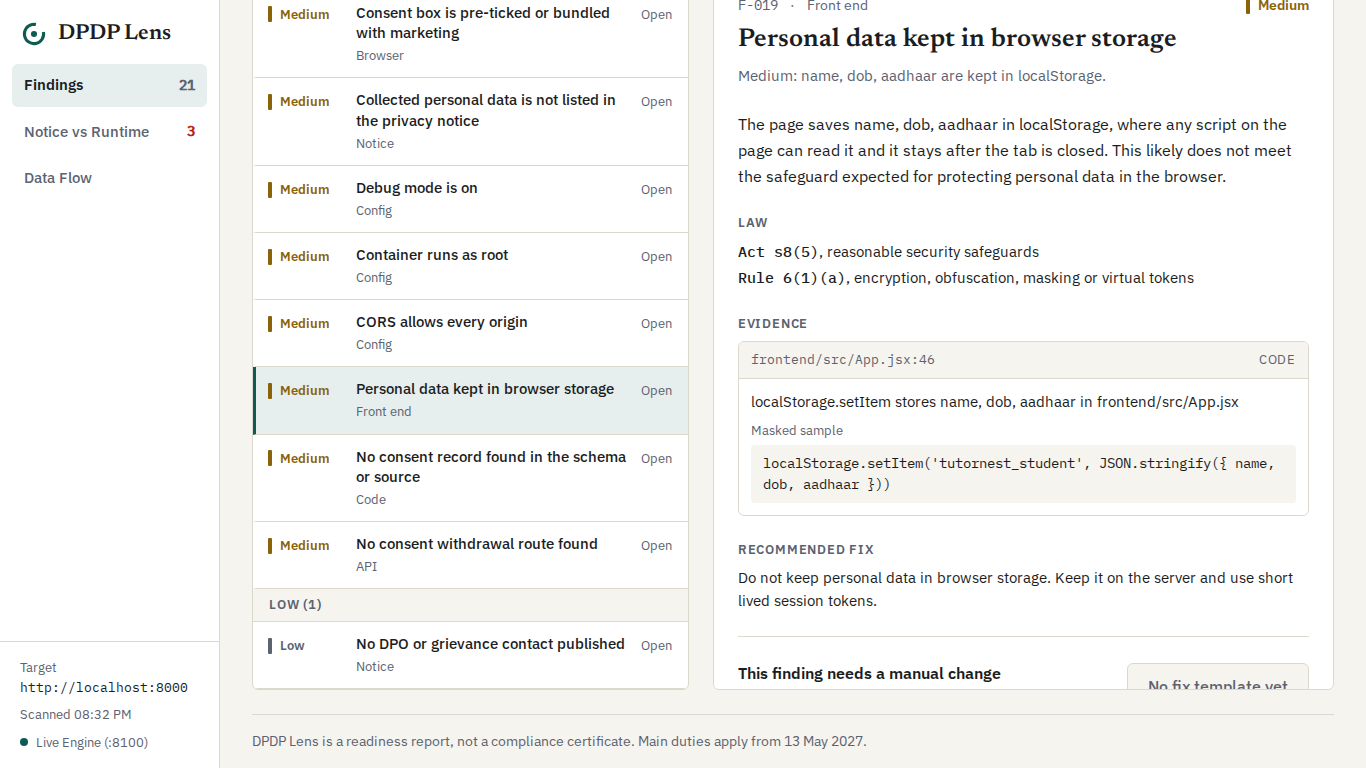 DPDP Lens
Findings 21
Notice vs Runtime 3
Data Flow
Target
http://localhost:8000
Scanned 08:32 PM
Live Engine (:8100)
Medium Consent box is pre-ticked or bundled Open
with marketing
Browser
Medium Collected personal data is not listed in Open
the privacy notice
Notice
Medium Debug mode is on Open
Config
Medium Container runs as root Open
Config
Medium CORS allows every origin Open
Config
Medium Personal data kept in browser storage Open
Front end
Medium No consent record found in the schema Open
or source
Code
Medium No consent withdrawal route found Open
API
LOW (1)
Low No DPO or grievance contact published Open
Notice
F-019 · Front end Medium
Personal data kept in browser storage
Medium: name, dob, aadhaar are kept in localStorage.
The page saves name, dob, aadhaar in localStorage, where any script on the
page can read it and it stays after the tab is closed. This likely does not meet
the safeguard expected for protecting personal data in the browser.
LAW
Act s8(5), reasonable security safeguards
Rule 6(1)(a), encryption, obfuscation, masking or virtual tokens
EVIDENCE
frontend/src/App.jsx:46 CODE
localStorage.setItem stores name, dob, aadhaar in frontend/src/App.jsx
Masked sample
localStorage.setItem('tutornest_student', JSON.stringify({ name,
dob, aadhaar }))
RECOMMENDED FIX
Do not keep personal data in browser storage. Keep it on the server and use short
lived session tokens.
This finding needs a manual change
No fix template yet
DPDP Lens is a readiness report, not a compliance certificate. Main duties apply from 13 May 2027.